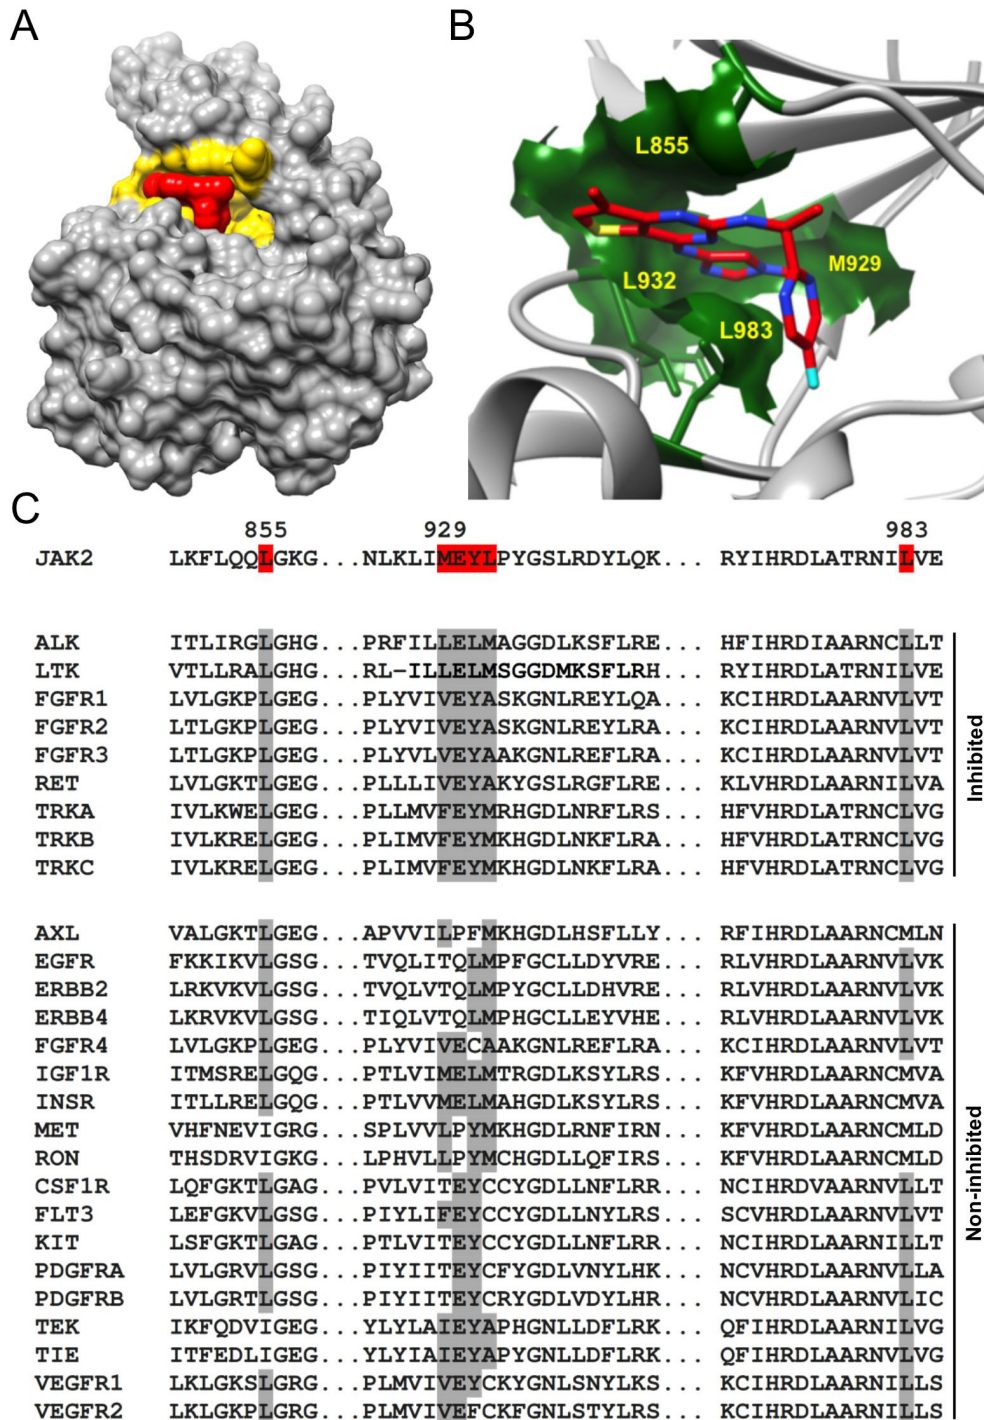 A
B
L855
L932
M929
L983
C
855 929 983
JAK2 LKFLQQLGKG...NLKLIMEYLPYGSLRDYLQK... RYIHRDLATRNILVE
ALK ITLIRGLGHG...PRFILLELMAGGDLKSFLRE... HFIHRDIAARNCLLT
LTK VTLLRALGHG...RL-ILLELMSGGDMKSFLRH... RYIHRDLAARNILVE
FGFR1 LVLGKPLGEG...PLYVIVEYASKGNLREYLQA... KCIHRDLAARNVLVT
FGFR2 LTLGKPLGEG...PLYVIVEYASKGNLREYLRA... KCIHRDLAARNVLVT
FGFR3 LTLGKPLGEG...PLYVLVEYAAKGNLREFLRA... KCIHRDLAARNVLVT
RET LVLGKTLGEG...PLLLIVEYAKYGSLRGFLRE... KLVHRDLAARNILVA
TRKA IVLKWELGEG...PLLMVFEYMRHGDLNRFLRS... HFVHRDLATRNCLVG
TRKB IVLKRELGEG...PLIMVFEYMKHGDLNKFLRA... HFVHRDLATRNCLVG
TRKC IVLKRELGEG...PLIMVFEYMKHGDLNKFLRA... HFVHRDLATRNCLVG
Inhibited
AXL VALGKTLGEG...APVVILPFMKHGDLHSFLLY... RFIHRDLAARNCMLN
EGFR FKKIKVLGSG...TVQLITQLMPFGCLLDYVRE... RLVHRDLAARNVLVK
ERBB2 LRKVKVLGSG...TVQLVTQLMPYGCLLDHVRE... RLVHRDLAARNVLVK
ERBB4 LKRVKVLGSG...TIQLVTQLMPHGCLLEYVHE... RLVHRDLAARNVLVK
FGFR4 LVLGKPLGEG...PLYVIVECAAKGNLREFLRA... KCIHRDLAARNVLVT
IGF1R ITMSRELGQG...PTLVIMELMTRGDLKSYLRS... KFVHRDLAARNCMVA
INSR ITLLRELGQG...PTLVVMELMAHGDLKSYLRS... KFVHRDLAARNCMVA
MET VHFNEVIGRG...SPLVVLPYMKHGDLRNFIRN... KFVHRDLAARNCMLD
RON THSDRVIGKG...LPHVLLPYMCHGDLLQFIRS... KFVHRDLAARNCMLD
CSF1R LQFGKTLGAG...PVLVITEYCCYGDLLNFLRR... NCIHRDVAARNVLLT
FLT3 LEFGKVLGSG...PIYLIFEYCCYGDLLNYLRS... SCVHRDLAARNVLVT
KIT LSFGKTLGAG...PTLVITEYCCYGDLLNFLRR... NCIHRDLAARNILLT
PDGFRA LVLGRVLGSG...PIYIITEYCFYGDLVNYLHK... NCVHRDLAARNVLLA
PDGFRB LVLGRTLGSG...PIYIITEYCRYGDLVDYLHR... NCVHRDLAARNVLIC
TEK IKFQDVIGEG...YLYLAIEYAPHGNLLDFLRK... QFIHRDLAARNILVG
TIE ITFEDLIGEG...YLYIAIEYAPYGNLLDFLRK... QFIHRDLAARNVLVG
VEGFR1 LKLGKSLGRG...PLMVIVEYCKYGNLSNYLKS... KCIHRDLAARNILLS
VEGFR2 LKLGKPLGRG...PLMVIVEFCKFGNLSTYLRS... KCIHRDLAARNILLS
Non-inhibited